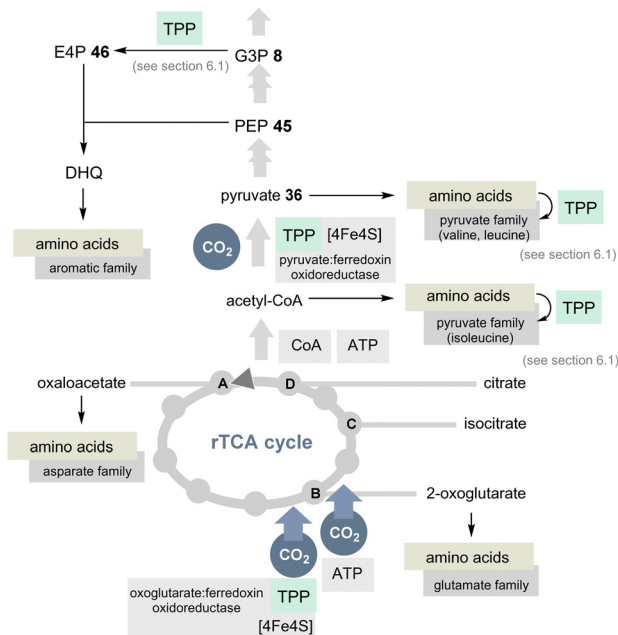 TPP
E4P 46
G3P 8
(see section 6.1)
PEP 45
DHQ
pyruvate 36
amino acids
pyruvate family
(valine, leucine)
TPP
(see section 6.1)
amino acids
aromatic family
CO2
TPP [4Fe4S]
pyruvate:ferredoxin
oxidoreductase
acetyl-CoA
amino acids
pyruvate family
(isoleucine)
TPP
(see section 6.1)
CoA
ATP
oxaloacetate
A
D
citrate
C
isocitrate
rTCA cycle
amino acids
asparate family
B
2-oxoglutarate
CO2
CO2
ATP
amino acids
glutamate family
oxoglutarate:ferredoxin
oxidoreductase
TPP
[4Fe4S]